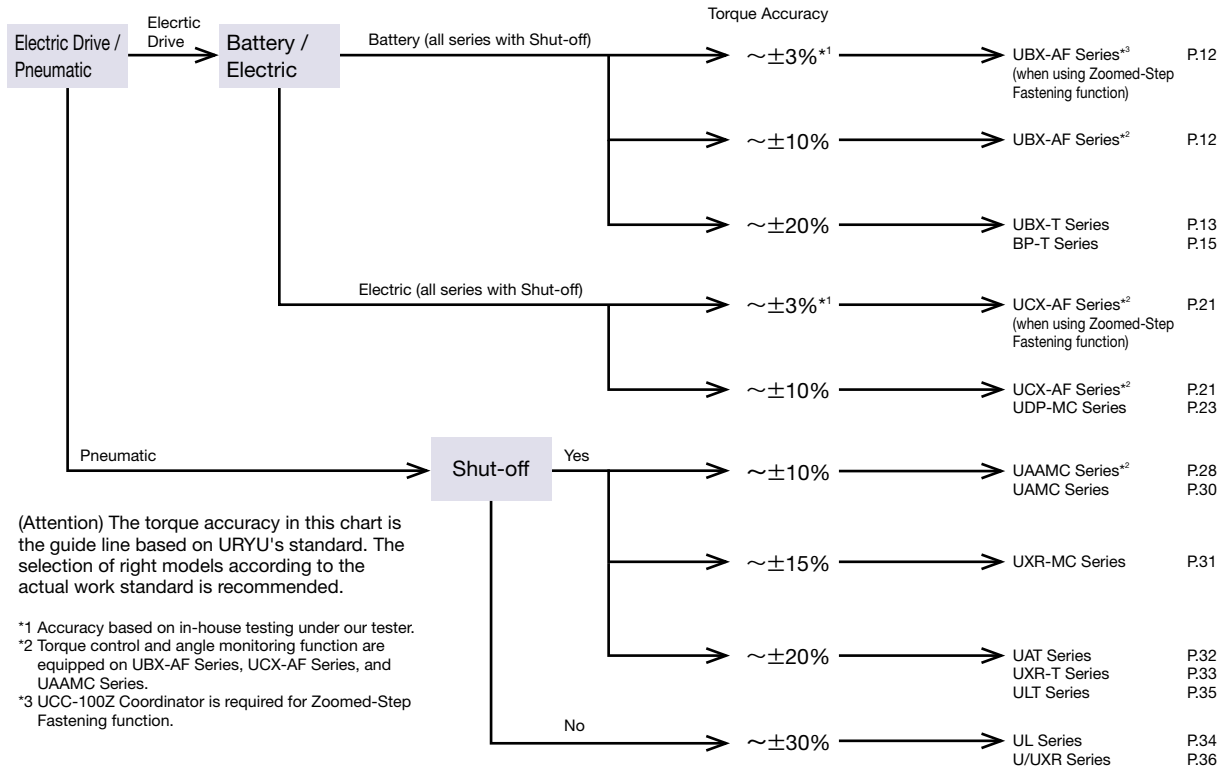 Torque Accuracy
Electric Drive /
Pneumatic
Elecrtic
Drive
Battery /
Electric
Battery (all series with Shut-off)
~±3%*1
UBX-AF Series*3 P.12
(when using Zoomed-Step
Fastening function)
~±10%
UBX-AF Series*2 P.12
~±20%
UBX-T Series P.13
BP-T Series P.15
Electric (all series with Shut-off)
~±3%*1
UCX-AF Series*2 P.21
(when using Zoomed-Step
Fastening function)
~±10%
UCX-AF Series*2 P.21
UDP-MC Series P.23
Pneumatic
Shut-off
Yes
~±10%
UAAMC Series*2 P.28
UAMC Series P.30
~±15%
UXR-MC Series P.31
~±20%
UAT Series P.32
UXR-T Series P.33
ULT Series P.35
No
~±30%
UL Series P.34
U/UXR Series P.36
(Attention) The torque accuracy in this chart is
the guide line based on URYU's standard. The
selection of right models according to the
actual work standard is recommended.
*1 Accuracy based on in-house testing under our tester.
*2 Torque control and angle monitoring function are
equipped on UBX-AF Series, UCX-AF Series, and
UAAMC Series.
*3 UCC-100Z Coordinator is required for Zoomed-Step
Fastening function.